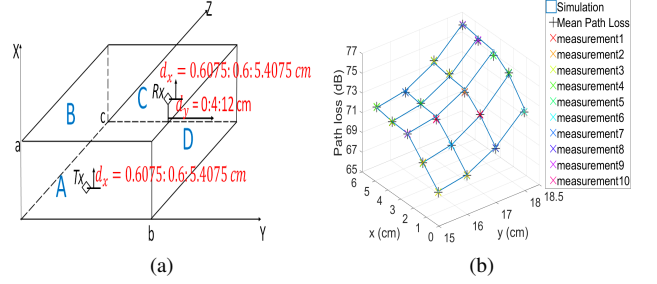 Z
X
d_x = 0.6075:0.6:5.4075 cm
Rx
C
B
d_y = 0:4:12 cm
c
D
a
A
Tx
d_x = 0.6075:0.6:5.4075 cm
b
Y
(a)
Simulation
Mean Path Loss
measurement1
measurement2
measurement3
measurement4
measurement5
measurement6
measurement7
measurement8
measurement9
measurement10
Path loss (dB)
77
75
73
71
69
67
65
6
5
4
3
2
1
0
x (cm)
15
16
17
18
18.5
y (cm)
(b)